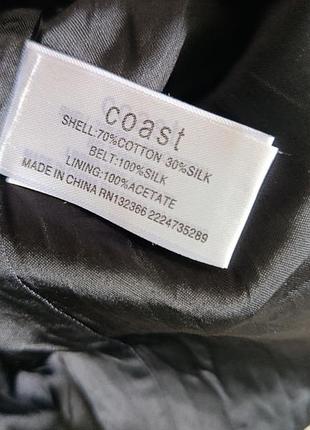 coast
SHELL:70%COTTON 30%SILK
BELT:100%SILK
LINING:100%ACETATE
MADE IN CHINA RN132366 2224735289